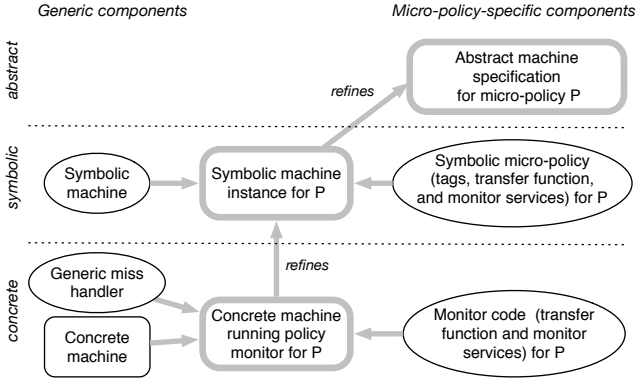 Generic components
Micro-policy-specific components
abstract
Abstract machine
specification
for micro-policy P
refines
symbolic
Symbolic
machine
Symbolic machine
instance for P
Symbolic micro-policy
(tags, transfer function,
and monitor services) for P
refines
concrete
Generic miss
handler
Concrete
machine
Concrete machine
running policy
monitor for P
Monitor code (transfer
function and monitor
services) for P